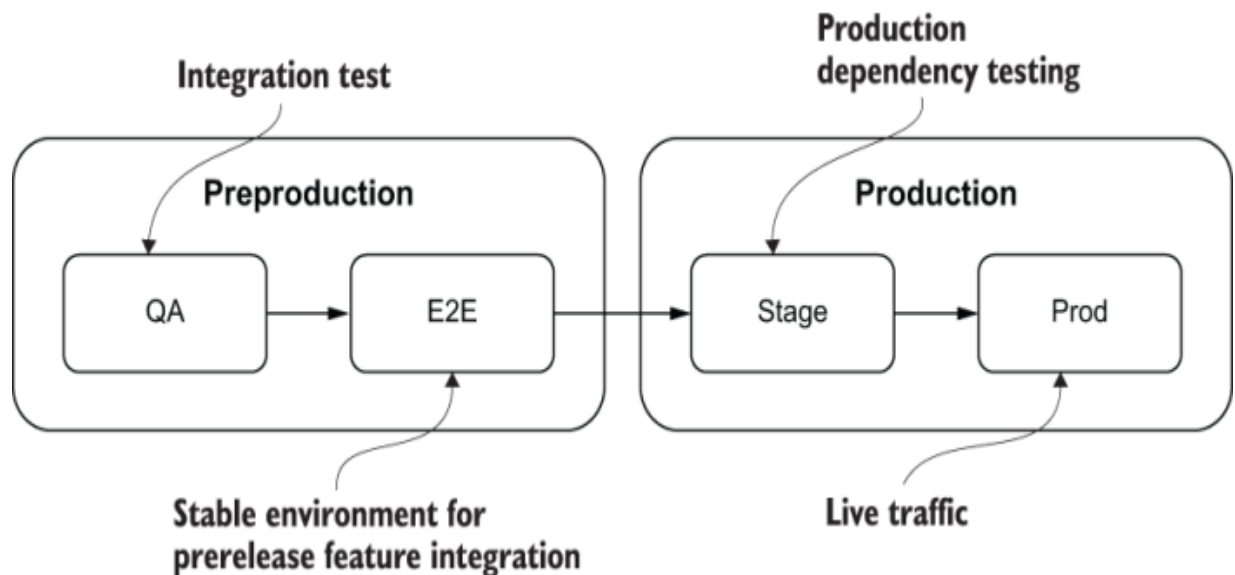 Production
dependency testing
Integration test
Preproduction
Production
QA
E2E
Stage
Prod
Stable environment for
prerelease feature integration
Live traffic